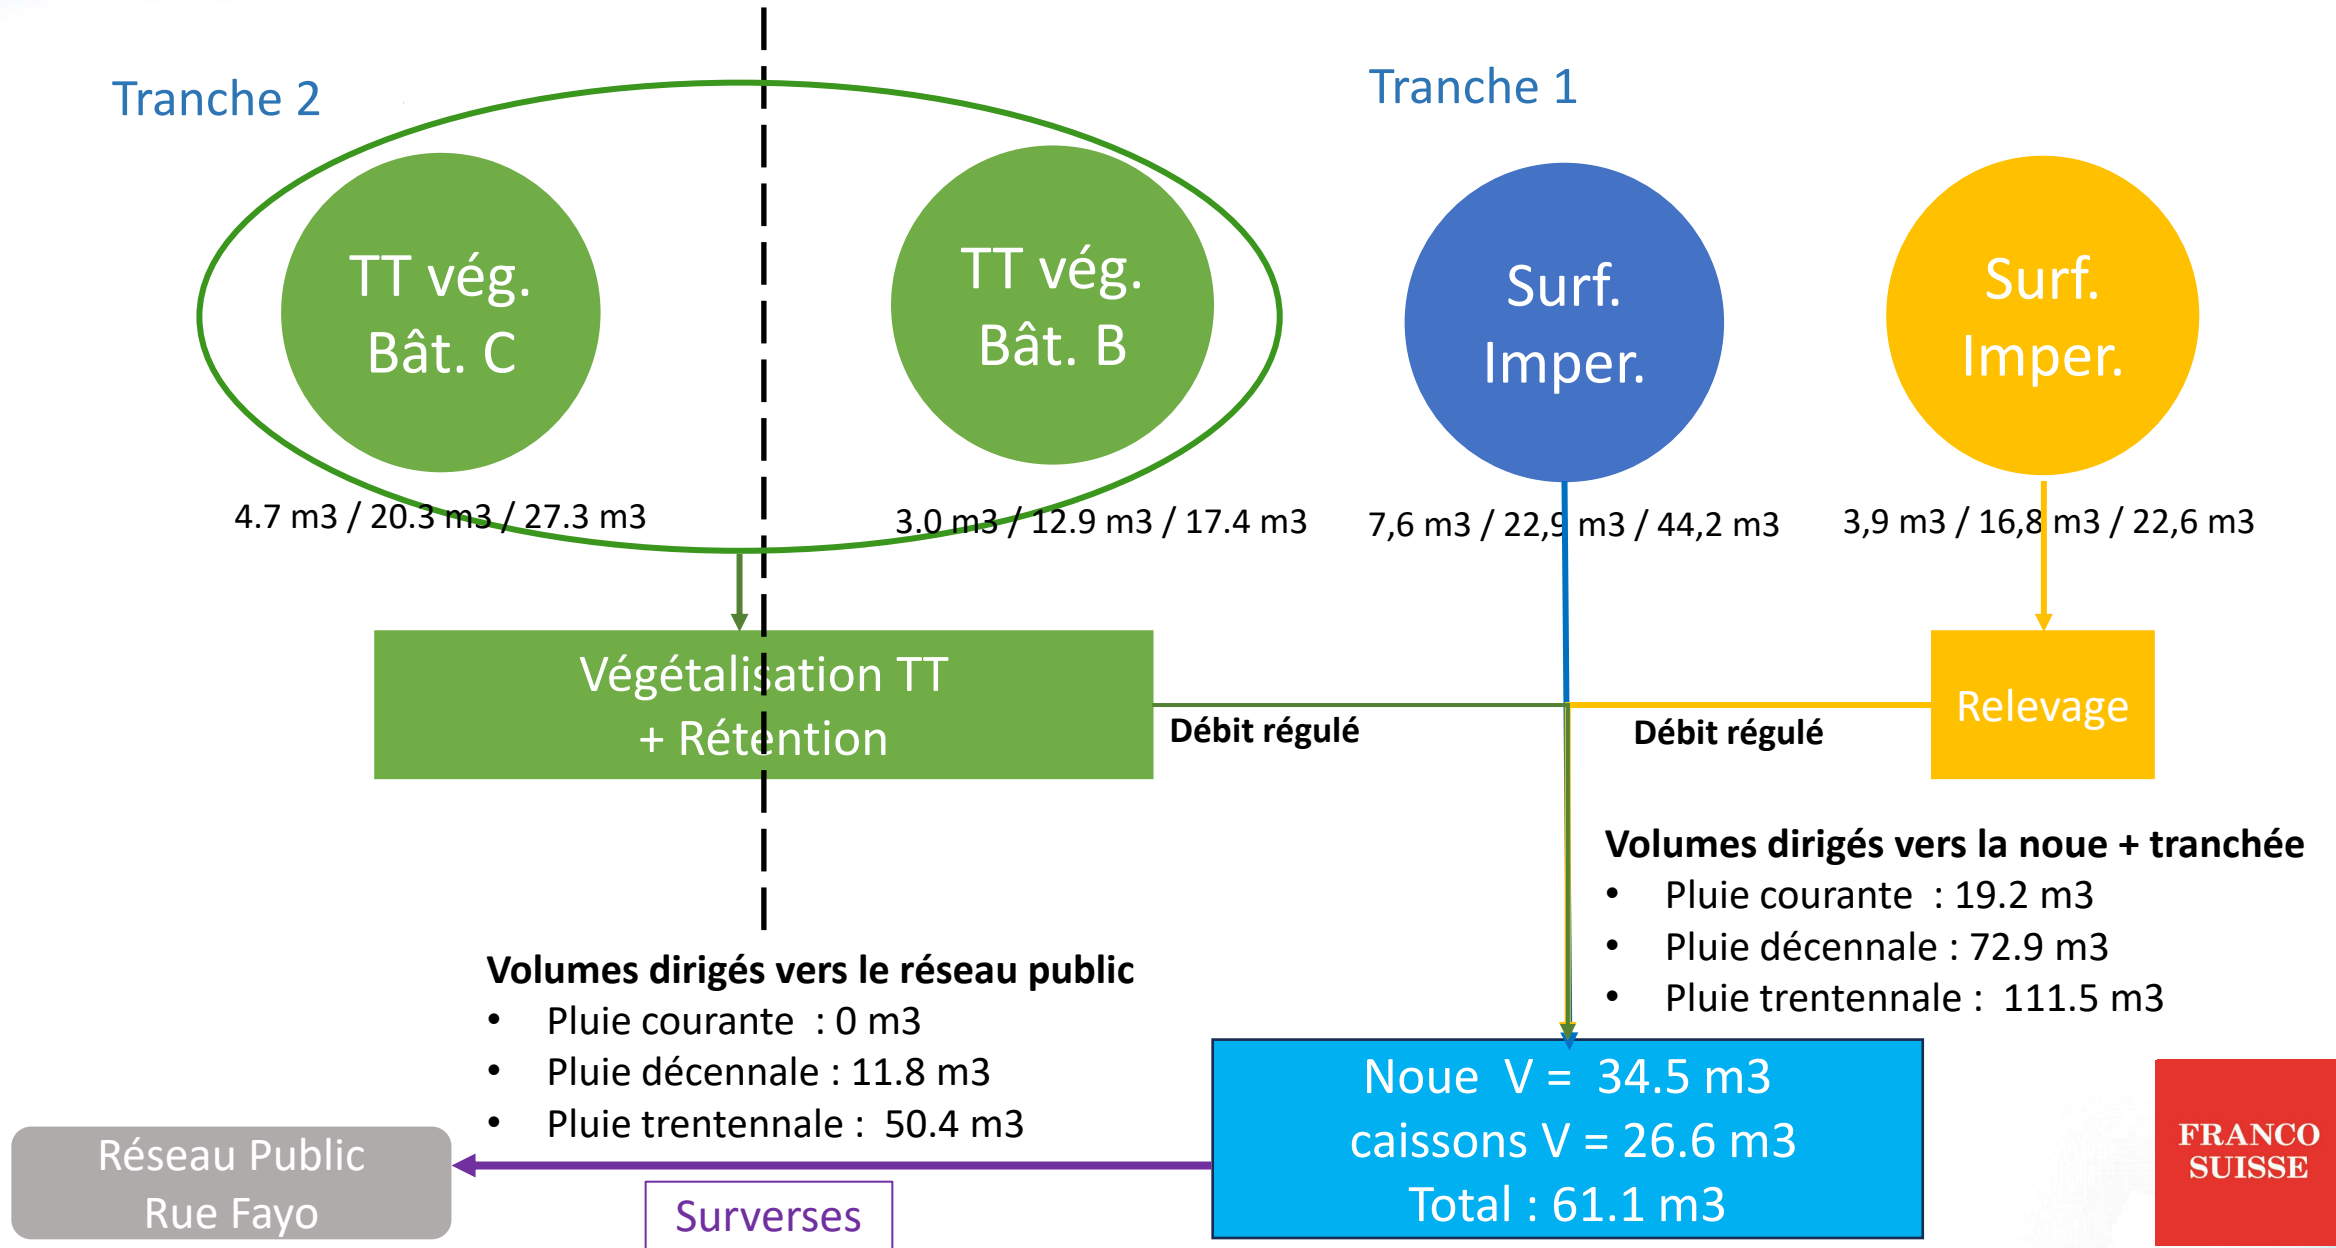 Tranche 2
Tranche 1
TT vég.
Bât. C
TT vég.
Bât. B
Surf.
Imper.
Surf.
Imper.
4.7 m3 / 20.3 m3 / 27.3 m3
3.0 m3 / 12.9 m3 / 17.4 m3
7,6 m3 / 22,9 m3 / 44,2 m3
3,9 m3 / 16,8 m3 / 22,6 m3
Végétalisation TT
+ Rétention
Débit régulé
Débit régulé
Relevage
Volumes dirigés vers la noue + tranchée
• Pluie courante : 19.2 m3
• Pluie décennale : 72.9 m3
• Pluie trentennale : 111.5 m3
Volumes dirigés vers le réseau public
• Pluie courante : 0 m3
• Pluie décennale : 11.8 m3
• Pluie trentennale : 50.4 m3
Noue V = 34.5 m3
caissons V = 26.6 m3
Total : 61.1 m3
Réseau Public
Rue Fayo
Surverses
FRANCO
SUISSE